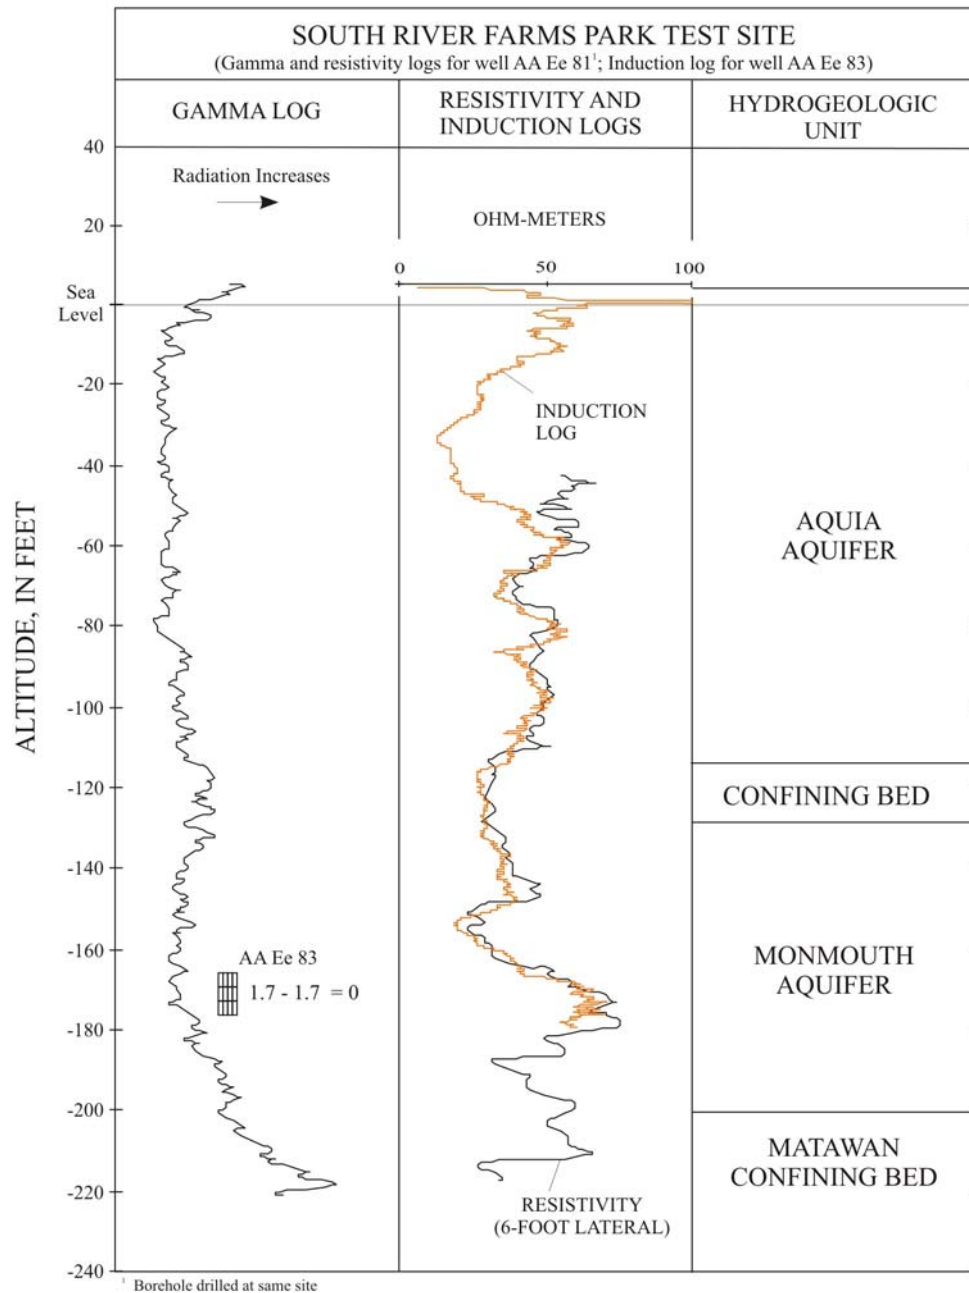 SOUTH RIVER FARMS PARK TEST SITE
(Gamma and resistivity logs for well AA Ee 81¹; Induction log for well AA Ee 83)
GAMMA LOG
RESISTIVITY AND
INDUCTION LOGS
HYDROGEOLOGIC
UNIT
ALTITUDE, IN FEET
40
20
Sea
Level
-20
-40
-60
-80
-100
-120
-140
-160
-180
-200
-220
-240
Radiation Increases
AA Ee 83
1.7 - 1.7 = 0
OHM-METERS
0
50
100
INDUCTION
LOG
RESISTIVITY
(6-FOOT LATERAL)
AQUIA
AQUIFER
CONFINING BED
MONMOUTH
AQUIFER
MATAWAN
CONFINING BED
¹ Borehole drilled at same site